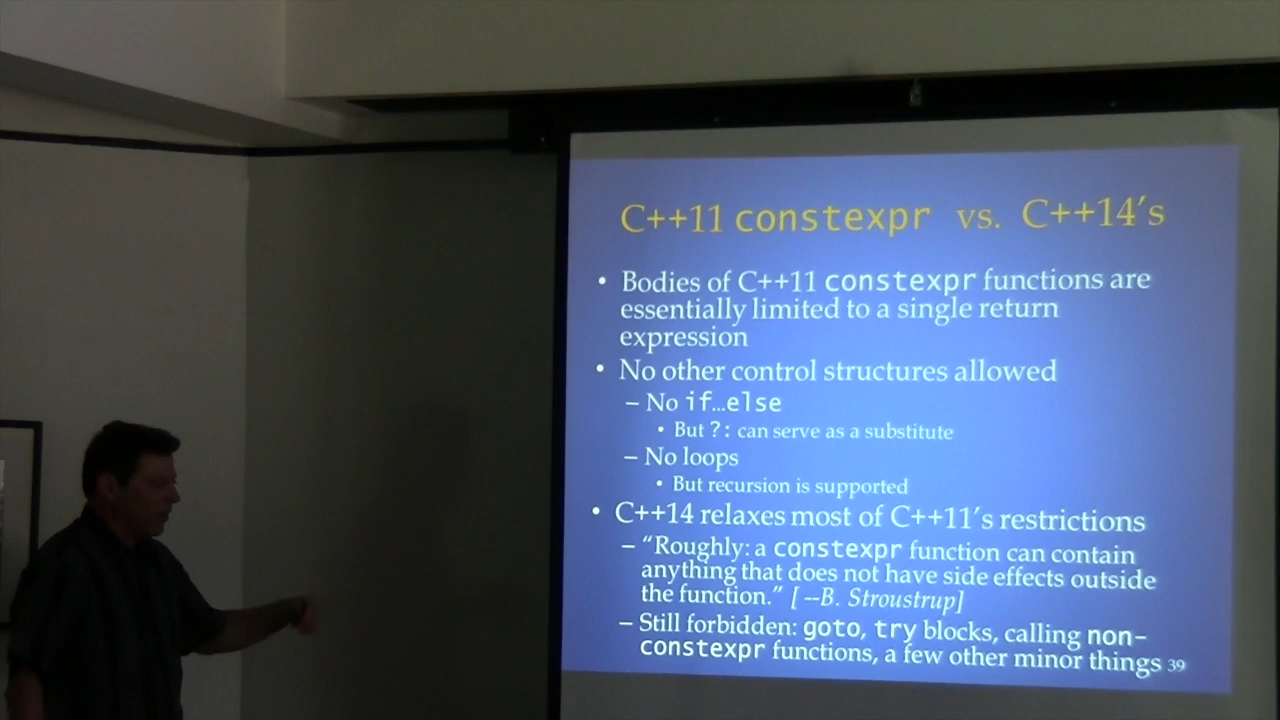 C++11 constexpr vs. C++14's
• Bodies of C++11 constexpr functions are
essentially limited to a single return
expression
• No other control structures allowed
– No if…else
• But ?: can serve as a substitute
– No loops
• But recursion is supported
• C++14 relaxes most of C++11's restrictions
– “Roughly: a constexpr function can contain
anything that does not have side effects outside
the function.” [ --B. Stroustrup]
– Still forbidden: goto, try blocks, calling non-
constexpr functions, a few other minor things 39